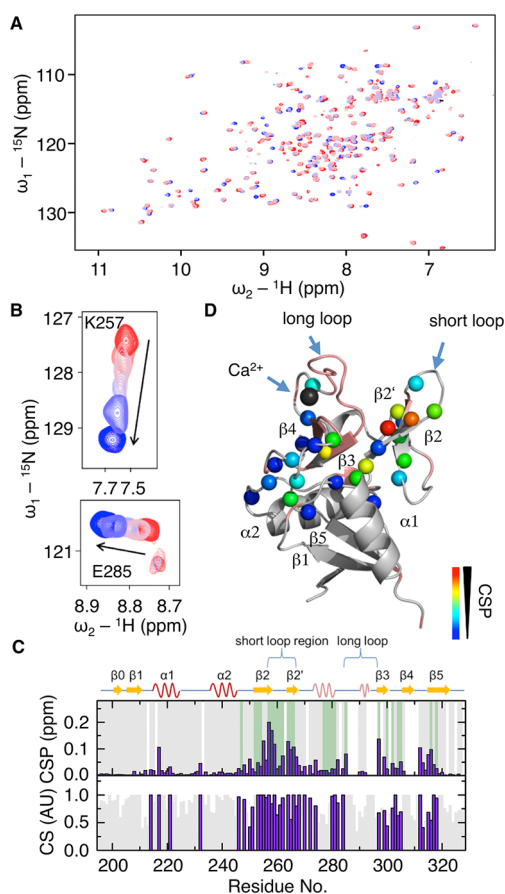 A
110
120
130
ω1 – 15N (ppm)
11 10 9 8 7
ω2 – 1H (ppm)
B
127
K257
128
129
ω1 – 15N (ppm)
7.7 7.5
121
E285
8.9 8.8 8.7
ω2 – 1H (ppm)
D
long loop
short loop
Ca2+
β2'
β4
β2
β3
α2
α1
β5
β1
CSP
C
short loop region
long loop
β0 β1 α1 α2 β2 β2' β3 β4 β5
CSP (ppm)
0.2
0.1
0.0
CS (AU)
1.0
0.5
0.0
200 220 240 260 280 300 320
Residue No.